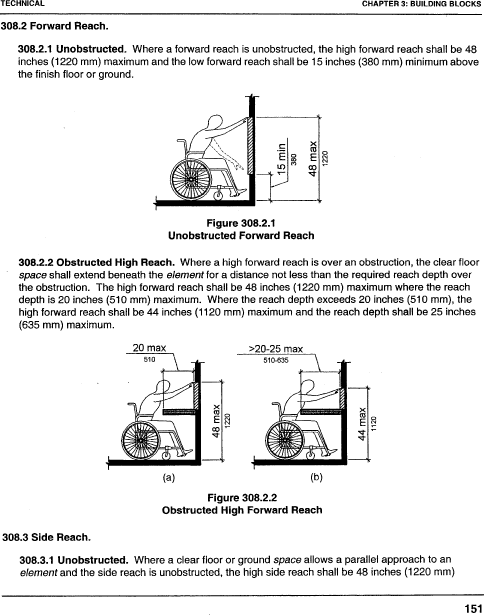 TECHNICAL CHAPTER 3: BUILDING BLOCKS
308.2 Forward Reach.
308.2.1 Unobstructed. Where a forward reach is unobstructed, the high forward reach shall be 48
inches (1220 mm) maximum and the low forward reach shall be 15 inches (380 mm) minimum above
the finish floor or ground.
15 min
380
48 max
1220
Figure 308.2.1
Unobstructed Forward Reach
308.2.2 Obstructed High Reach. Where a high forward reach is over an obstruction, the clear floor
space shall extend beneath the element for a distance not less than the required reach depth over
the obstruction. The high forward reach shall be 48 inches (1220 mm) maximum where the reach
depth is 20 inches (510 mm) maximum. Where the reach depth exceeds 20 inches (510 mm), the
high forward reach shall be 44 inches (1120 mm) maximum and the reach depth shall be 25 inches
(635 mm) maximum.
20 max
510
48 max
1220
(a)
>20-25 max
510-635
44 max
1120
(b)
Figure 308.2.2
Obstructed High Forward Reach
308.3 Side Reach.
308.3.1 Unobstructed. Where a clear floor or ground space allows a parallel approach to an
element and the side reach is unobstructed, the high side reach shall be 48 inches (1220 mm)
151